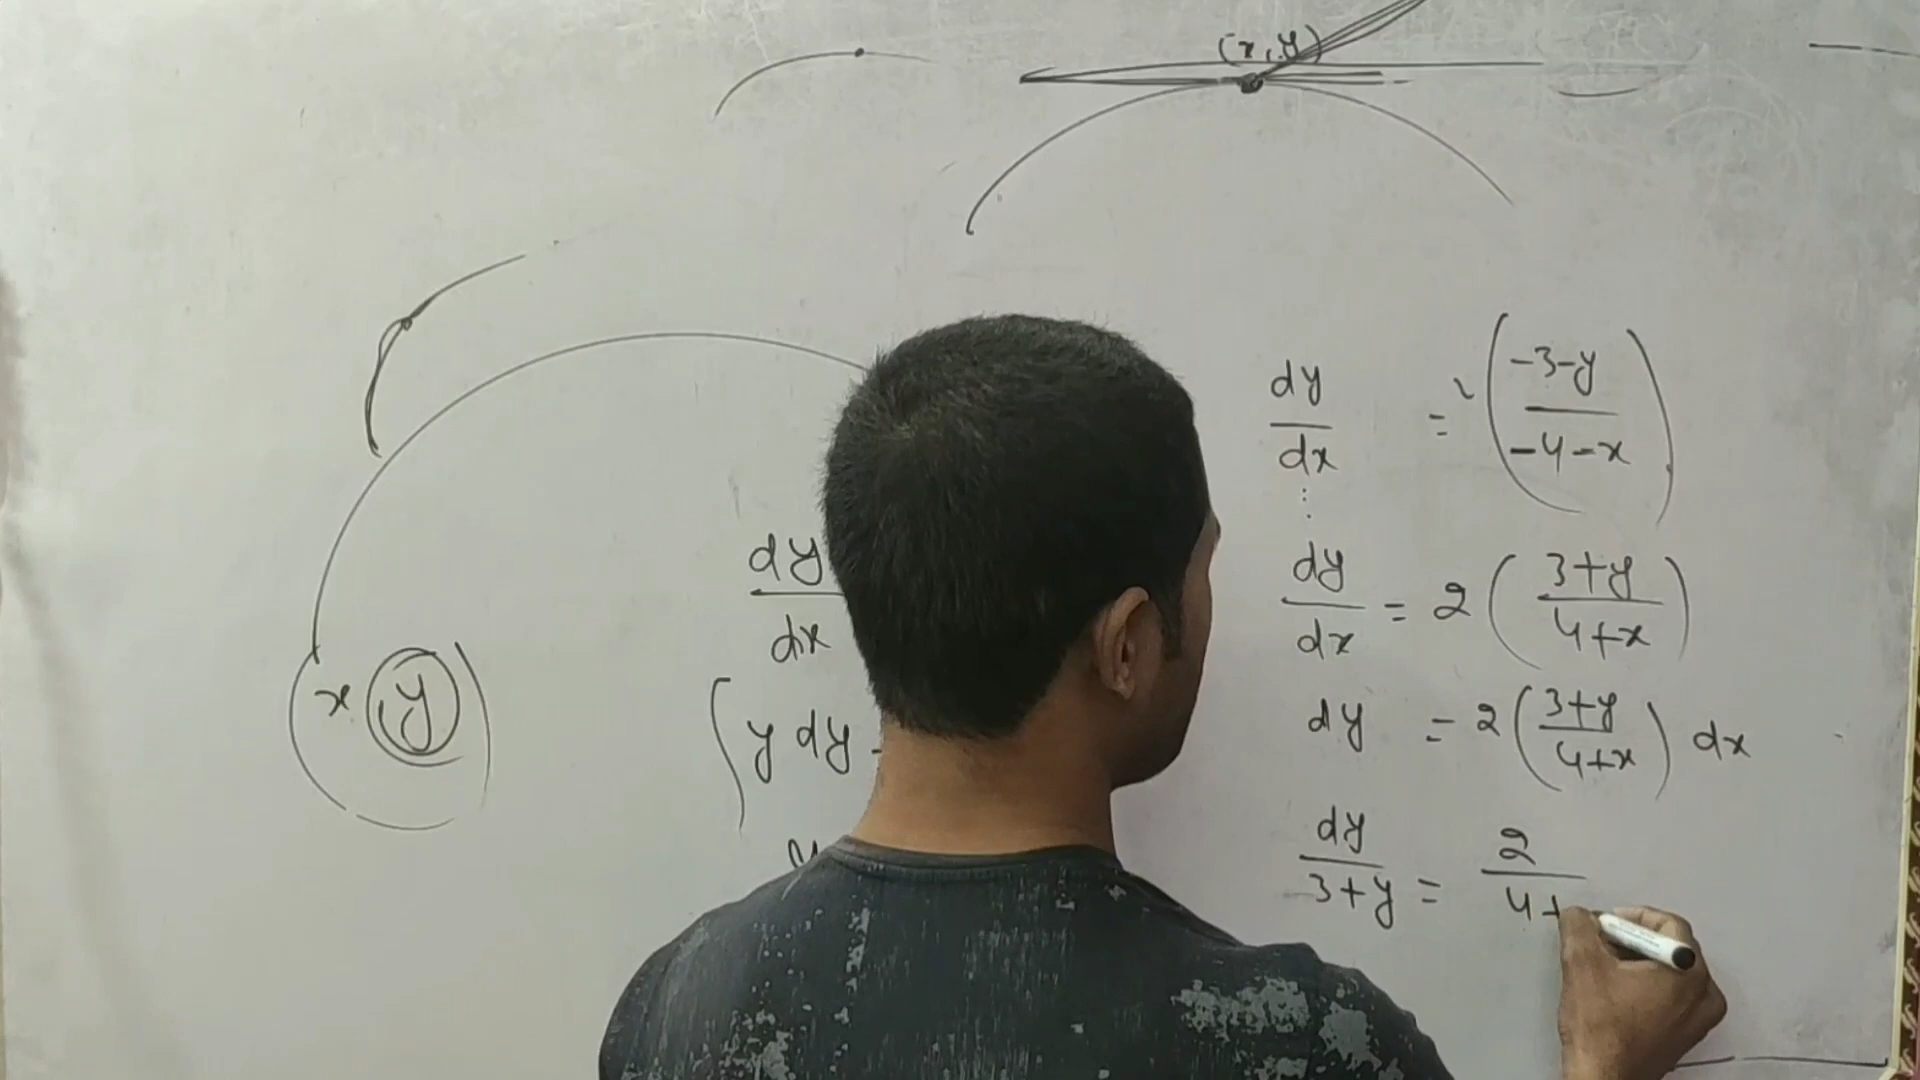 (x, y)
dy/dx = 2(-3-y/-4-x)
dy/dx = 2(3+y/4+x)
dy = 2(3+y/4+x) dx
dy/3+y = 2/4+
x y
dy
dx
∫y dy